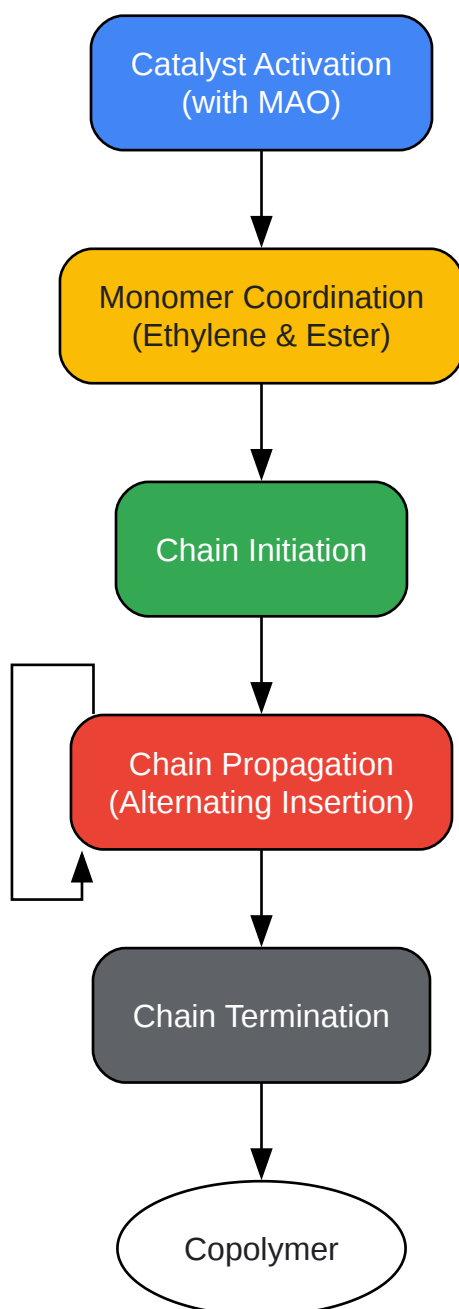 Catalyst Activation
(with MAO)
Monomer Coordination
(Ethylene & Ester)
Chain Initiation
Chain Propagation
(Alternating Insertion)
Chain Termination
Copolymer